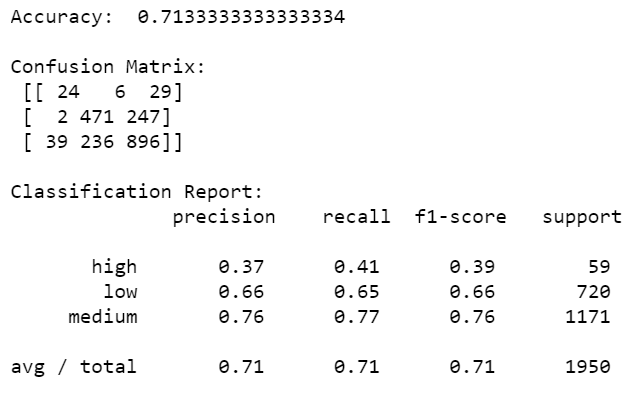 Accuracy:  0.7133333333333334
Confusion Matrix:
 [[ 24   6  29]
 [  2 471 247]
 [ 39 236 896]]
Classification Report:
             precision    recall  f1-score   support
       high       0.37      0.41      0.39        59
        low       0.66      0.65      0.66       720
     medium       0.76      0.77      0.76      1171
avg / total       0.71      0.71      0.71      1950